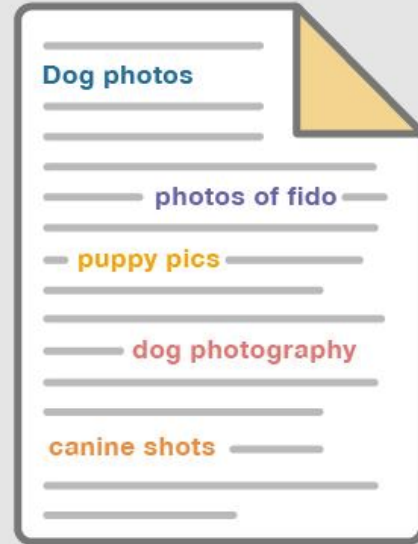 Dog photos
photos of fido
puppy pics
dog photography
canine shots